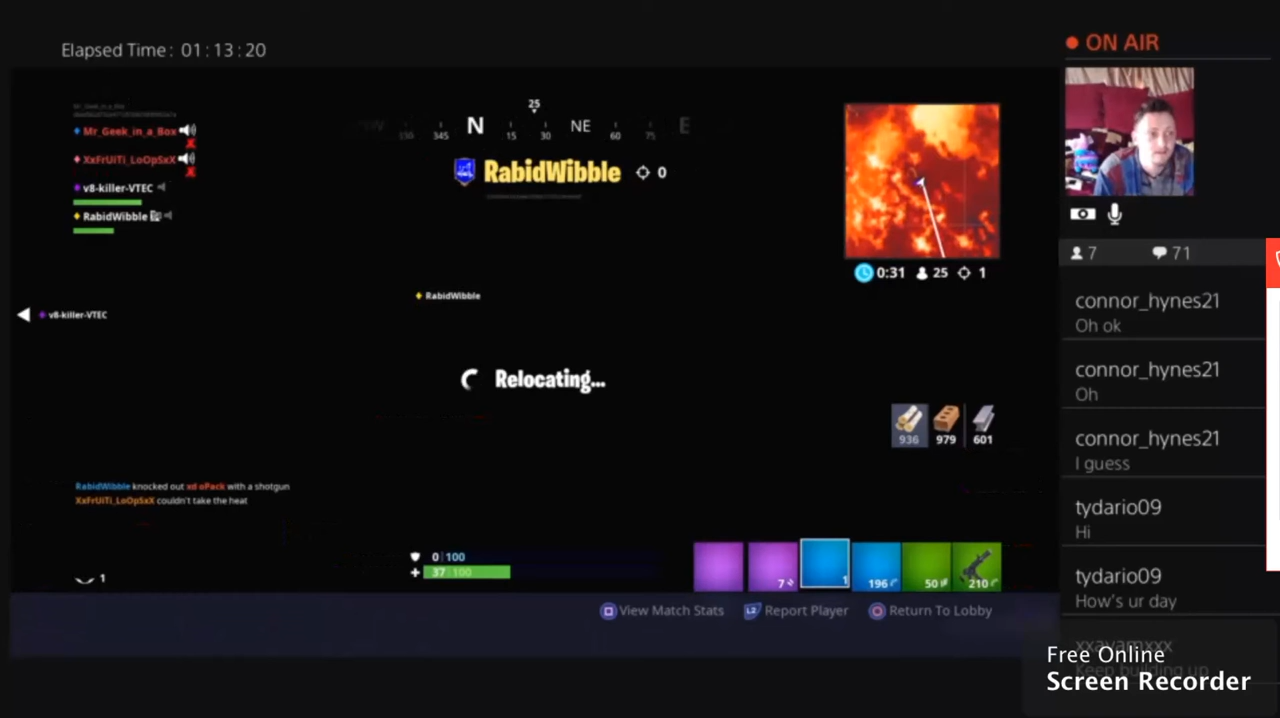 Elapsed Time: 01:13:20
ON AIR
25
330 345 N 15 30 NE 60 75 E
Mr_Geek_in_a_Box
XxFrUiTi_LoOpSxX
v8-killer-VTEC
RabidWibble
RabidWibble 0
0:31 25 1
7 71
connor_hynes21
Oh ok
RabidWibble
v8-killer-VTEC
connor_hynes21
Oh
Relocating...
936 979 601
connor_hynes21
I guess
RabidWibble knocked out xd oPack with a shotgun
XxFrUiTi_LoOpSxX couldn't take the heat
tydario09
Hi
0|100
37|100
1
7 1 196 50 210
tydario09
How's ur day
View Match Stats Report Player Return To Lobby
Keep building up
Free Online
Screen Recorder